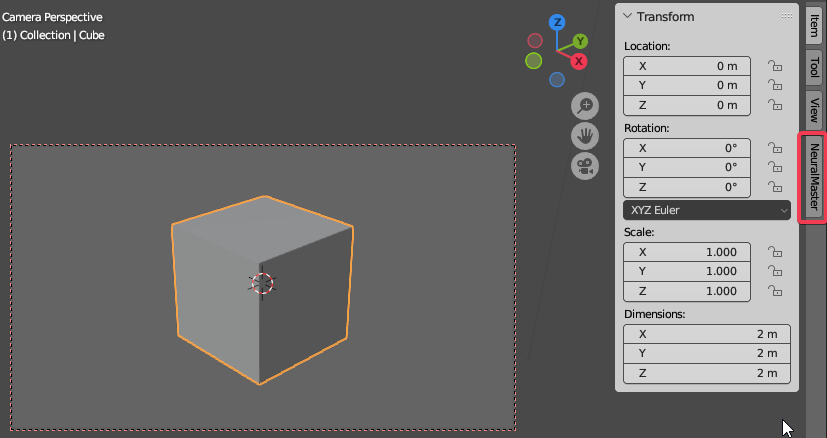 Camera Perspective
(1) Collection | Cube
Z
Y
X
Transform
Location:
X 0 m
Y 0 m
Z 0 m
Rotation:
X 0°
Y 0°
Z 0°
XYZ Euler
Scale:
X 1.000
Y 1.000
Z 1.000
Dimensions:
X 2 m
Y 2 m
Z 2 m
Item
Tool
View
NeuralMaster